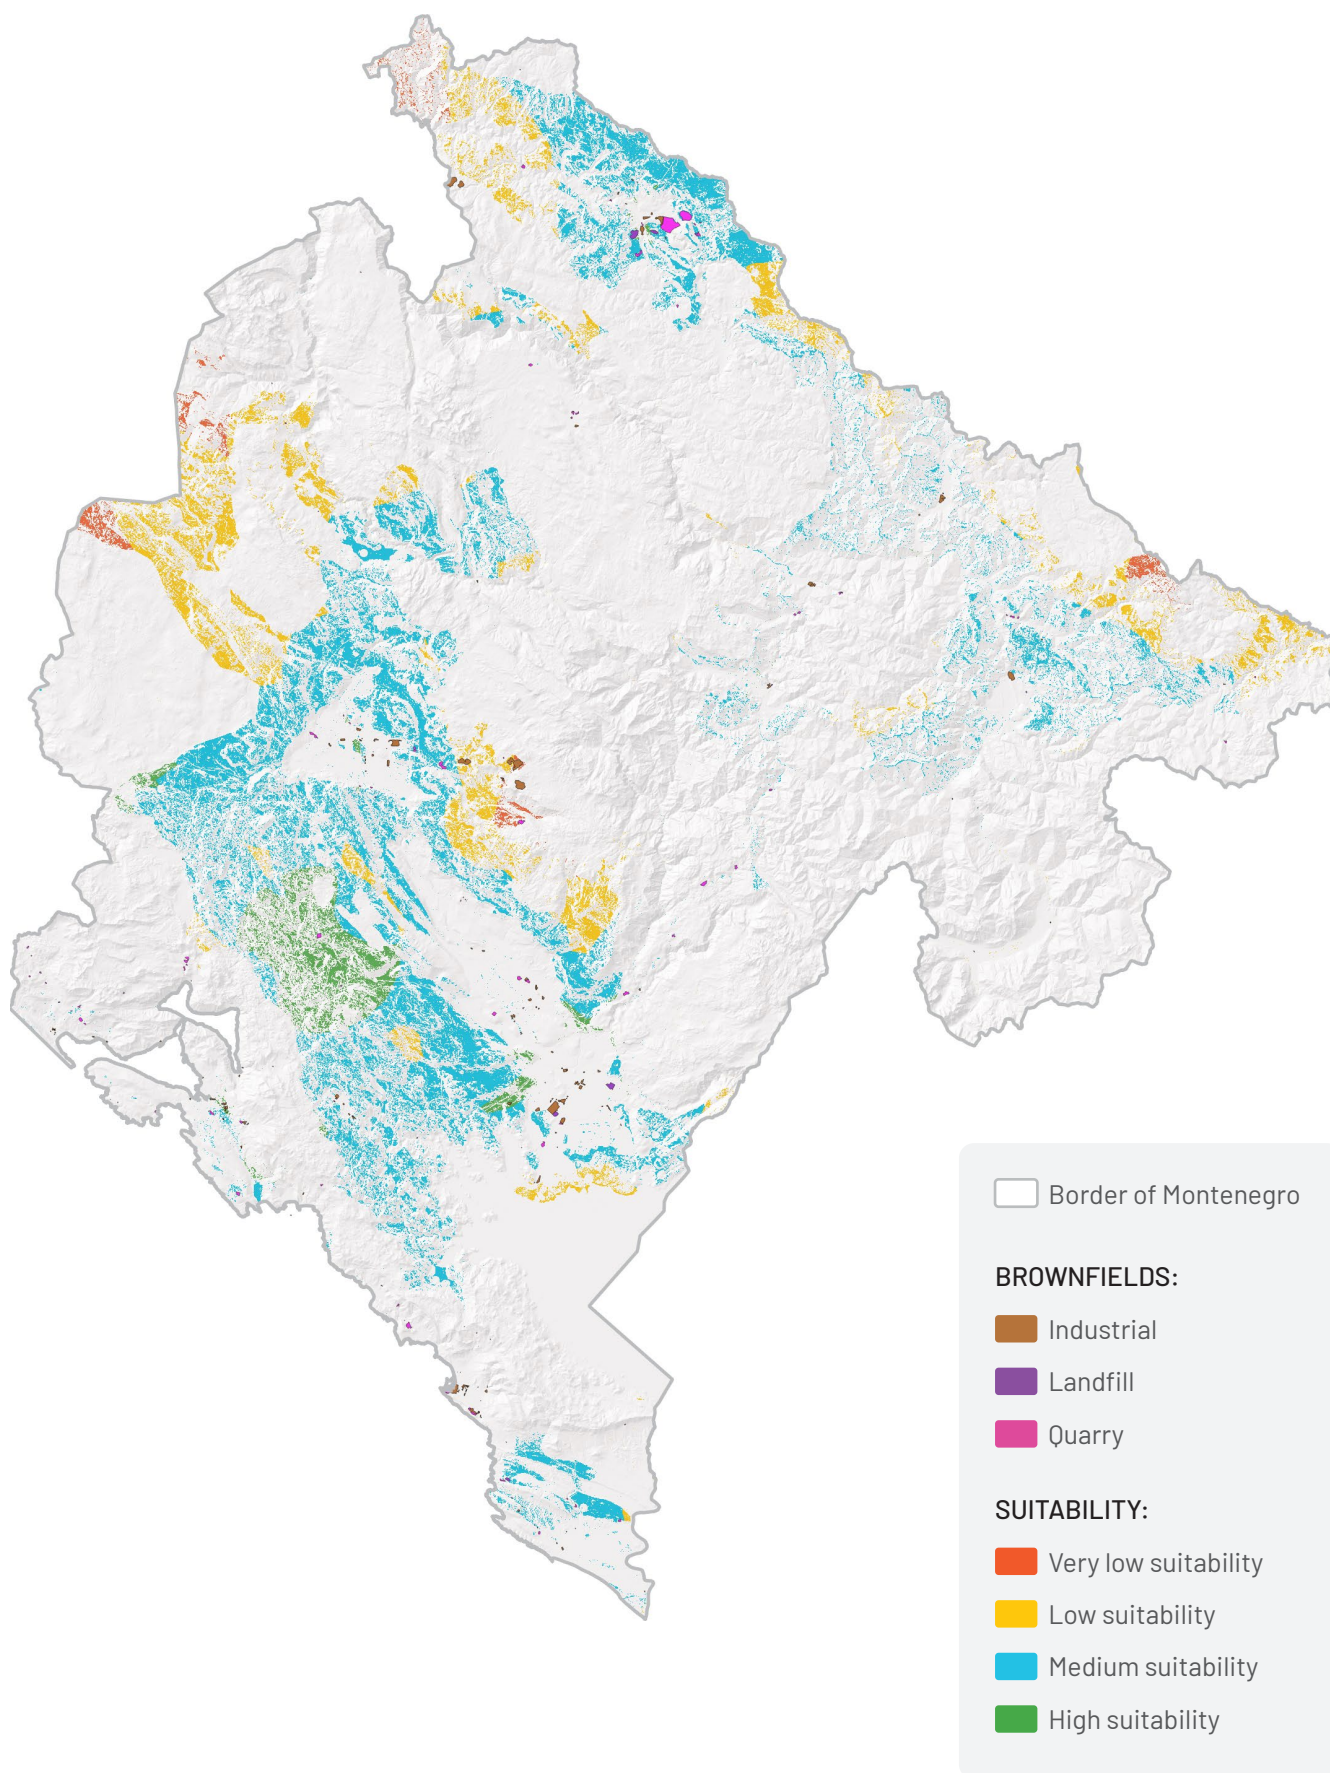 Border of Montenegro
BROWNFIELDS:
Industrial
Landfill
Quarry
SUITABILITY:
Very low suitability
Low suitability
Medium suitability
High suitability